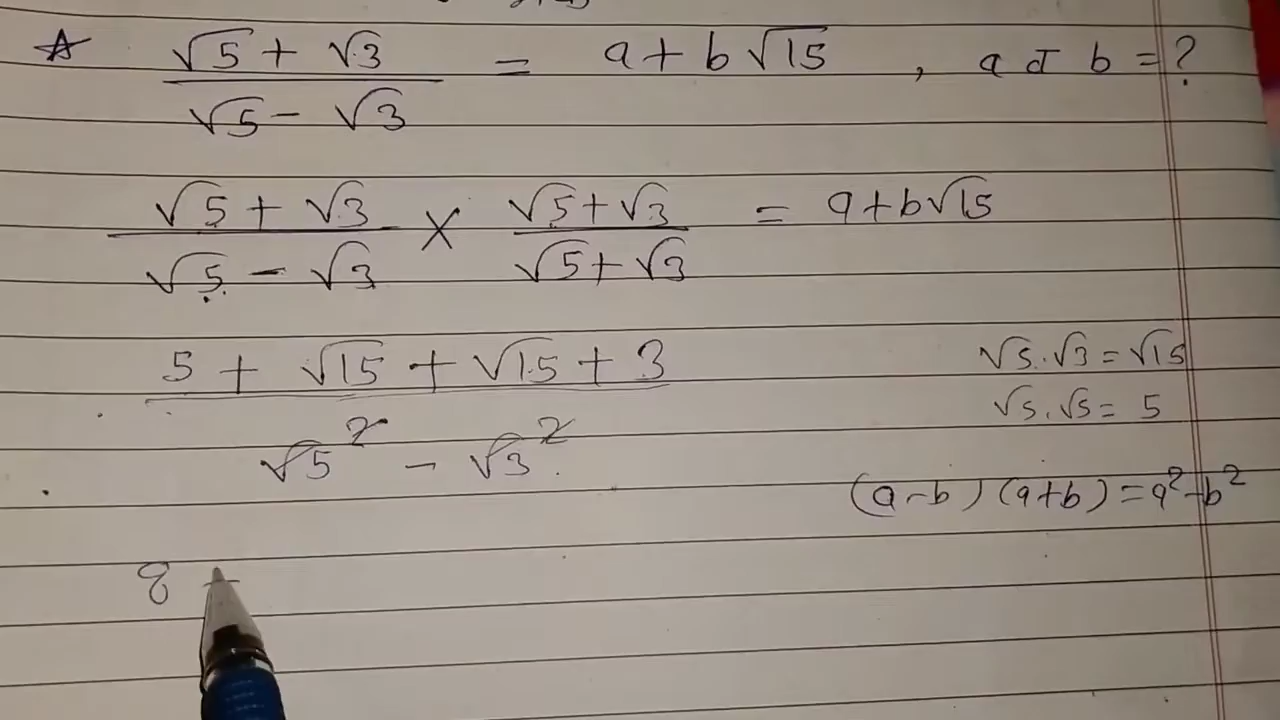 ☆ (√5 + √3)/(√5 - √3) = a + b√15 , a & b = ?
(√5 + √3)/(√5 - √3) × (√5 + √3)/(√5 + √3) = a + b√15
5 + √15 + √15 + 3
√5² - √3²
√5 . √3 = √15
√5 . √5 = 5
(a - b) (a + b) = a² - b²
8 +